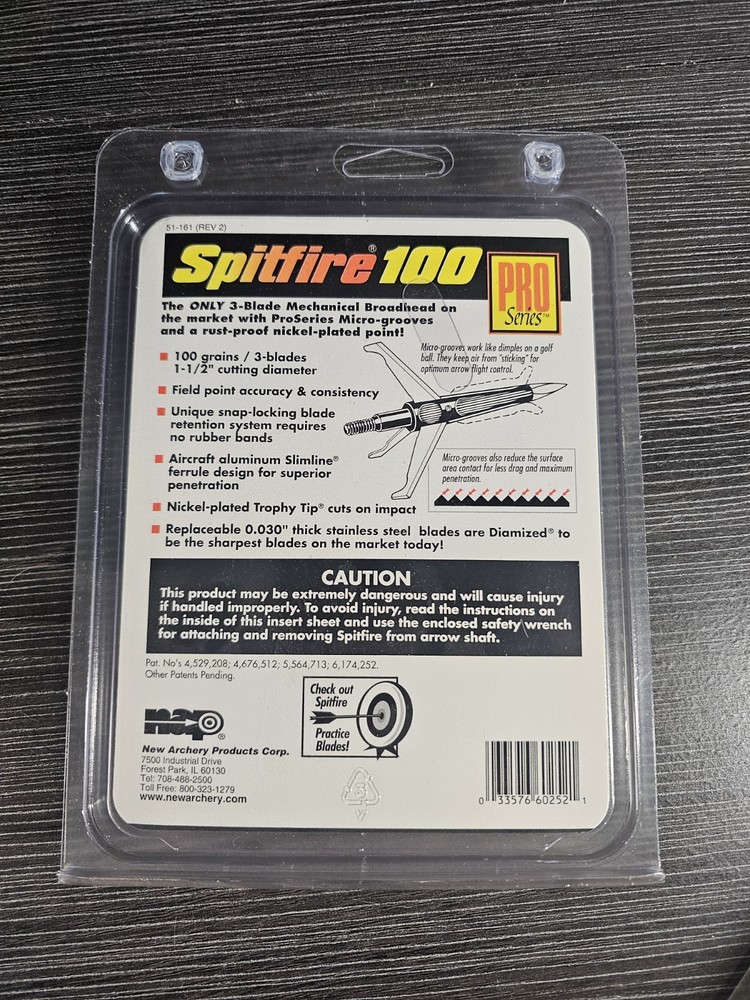 51-161 (REV 2)
Spitfire® 100
PRO
Series™
The ONLY 3-Blade Mechanical Broadhead on
the market with ProSeries Micro-grooves
and a rust-proof nickel-plated point!
100 grains / 3-blades
1-1/2" cutting diameter
Field point accuracy & consistency
Unique snap-locking blade
retention system requires
no rubber bands
Aircraft aluminum Slimline®
ferrule design for superior
penetration
Nickel-plated Trophy Tip® cuts on impact
Replaceable 0.030" thick stainless steel blades are Diamized® to
be the sharpest blades on the market today!
Micro-grooves work like dimples on a golf
ball. They keep air from "sticking" for
optimum arrow flight control.
Micro-grooves also reduce the surface
area contact for less drag and maximum
penetration.
CAUTION
This product may be extremely dangerous and will cause injury
if handled improperly. To avoid injury, read the instructions on
the inside of this insert sheet and use the enclosed safety wrench
for attaching and removing Spitfire from arrow shaft.
Pat. No's 4,529,208; 4,676,512; 5,564,713; 6,174,252.
Other Patents Pending.
Check out
Spitfire
Practice
Blades!
nap®
New Archery Products Corp.
7500 Industrial Drive
Forest Park, IL 60130
Tel: 708-488-2500
Toll Free: 800-323-1279
www.newarchery.com
3
V
0 33576 60252 1